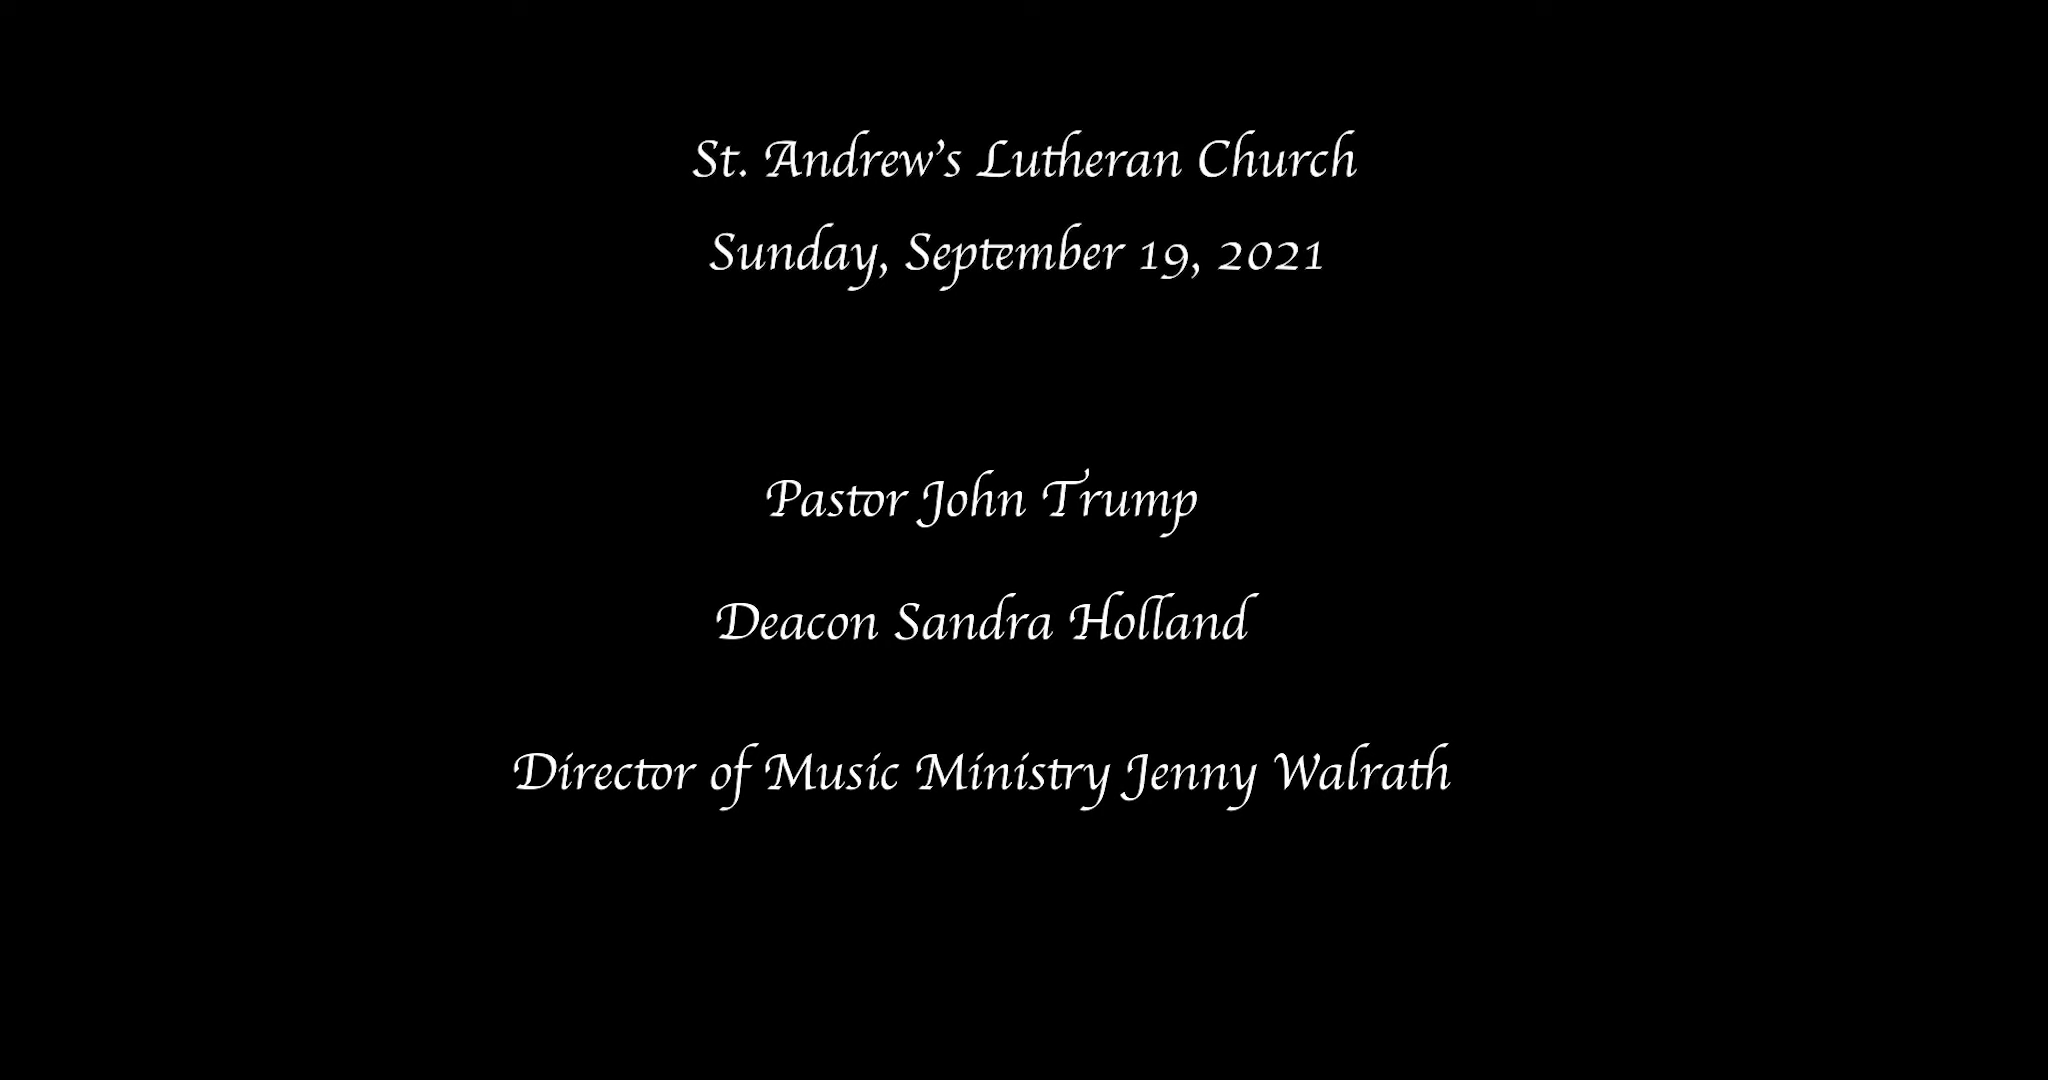 St. Andrew's Lutheran Church
Sunday, September 19, 2021
Pastor John Trump
Deacon Sandra Holland
Director of Music Ministry Jenny Walrath